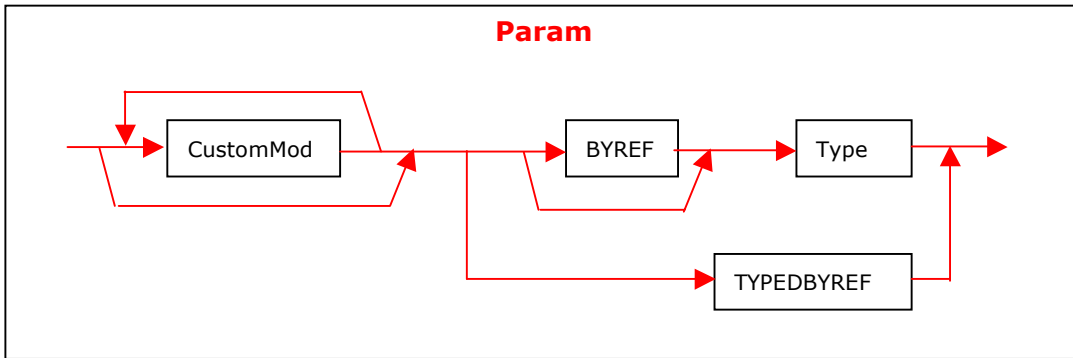 Param
CustomMod
BYREF
Type
TYPEDBYREF